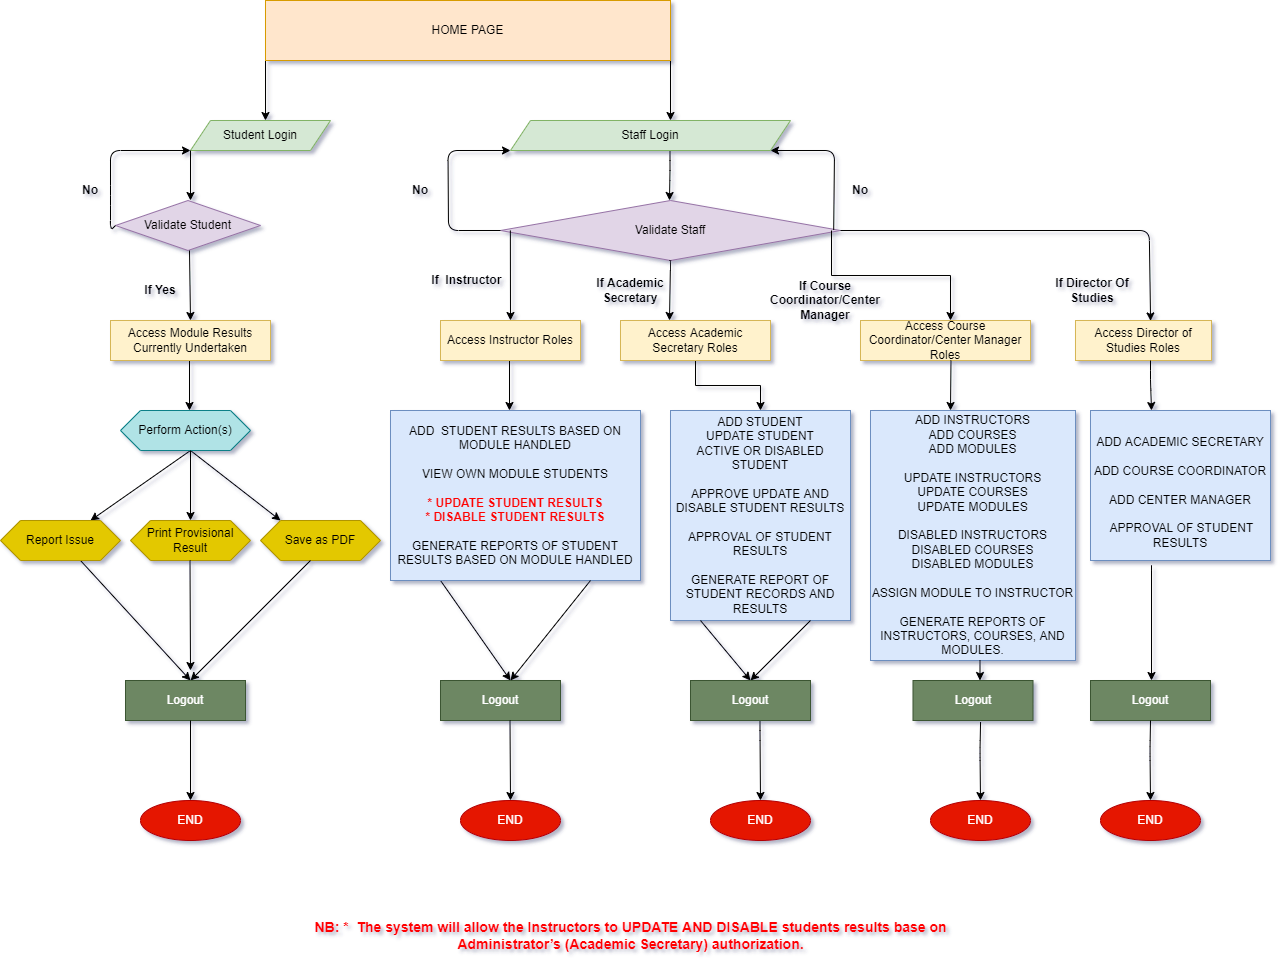 HOME PAGE
Student Login
Staff Login
No
No
No
Validate Student
Validate Staff
If Yes
If  Instructor
If Academic
Secretary
If Course
Coordinator/Center
Manager
If Director Of
Studies
Access Module Results
Currently Undertaken
Access Instructor Roles
Access Academic
Secretary Roles
Access Course
Coordinator/Center Manager
Roles
Access Director of
Studies Roles
Perform Action(s)
Report Issue
Print Provisional
Result
Save as PDF
ADD  STUDENT RESULTS BASED ON
MODULE HANDLED
VIEW OWN MODULE STUDENTS
* UPDATE STUDENT RESULTS
* DISABLE STUDENT RESULTS
GENERATE REPORTS OF STUDENT
RESULTS BASED ON MODULE HANDLED
ADD STUDENT
UPDATE STUDENT
ACTIVE OR DISABLED
STUDENT
APPROVE UPDATE AND
DISABLE STUDENT RESULTS
APPROVAL OF STUDENT
RESULTS
GENERATE REPORT OF
STUDENT RECORDS AND
RESULTS
ADD INSTRUCTORS
ADD COURSES
ADD MODULES
UPDATE INSTRUCTORS
UPDATE COURSES
UPDATE MODULES
DISABLED INSTRUCTORS
DISABLED COURSES
DISABLED MODULES
ASSIGN MODULE TO INSTRUCTOR
GENERATE REPORTS OF
INSTRUCTORS, COURSES, AND
MODULES.
ADD ACADEMIC SECRETARY
ADD COURSE COORDINATOR
ADD CENTER MANAGER
APPROVAL OF STUDENT
RESULTS
Logout
Logout
Logout
Logout
Logout
END
END
END
END
END
NB: *  The system will allow the Instructors to UPDATE AND DISABLE students results base on
Administrator’s (Academic Secretary) authorization.